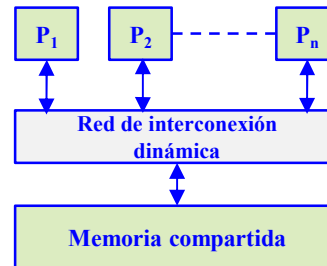 P1 P2 Pn
Red de interconexión
dinámica
Memoria compartida